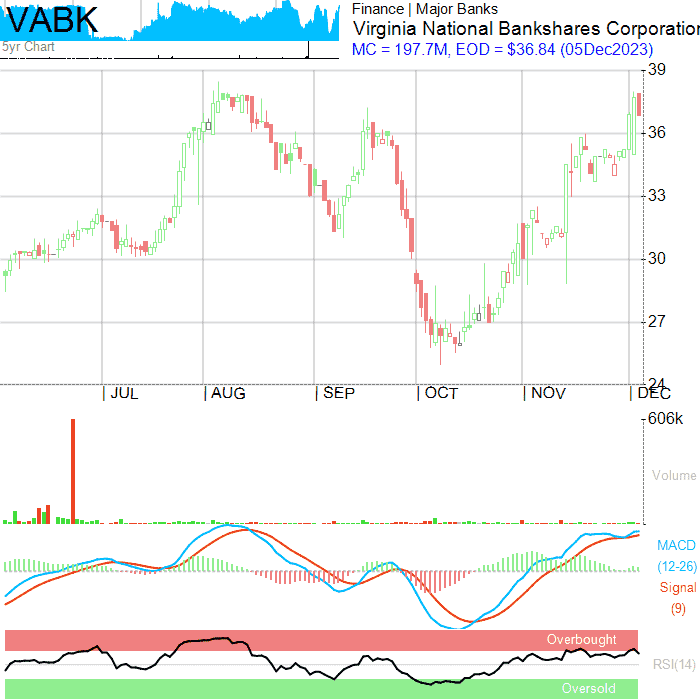 VABK
5yr Chart
Finance | Major Banks
Virginia National Bankshares Corporation
MC = 197.7M, EOD = $36.84 (05Dec2023)
39
36
33
30
27
24
JUL
AUG
SEP
OCT
NOV
DEC
606k
Volume
MACD
(12-26)
Signal
(9)
Overbought
RSI(14)
Oversold